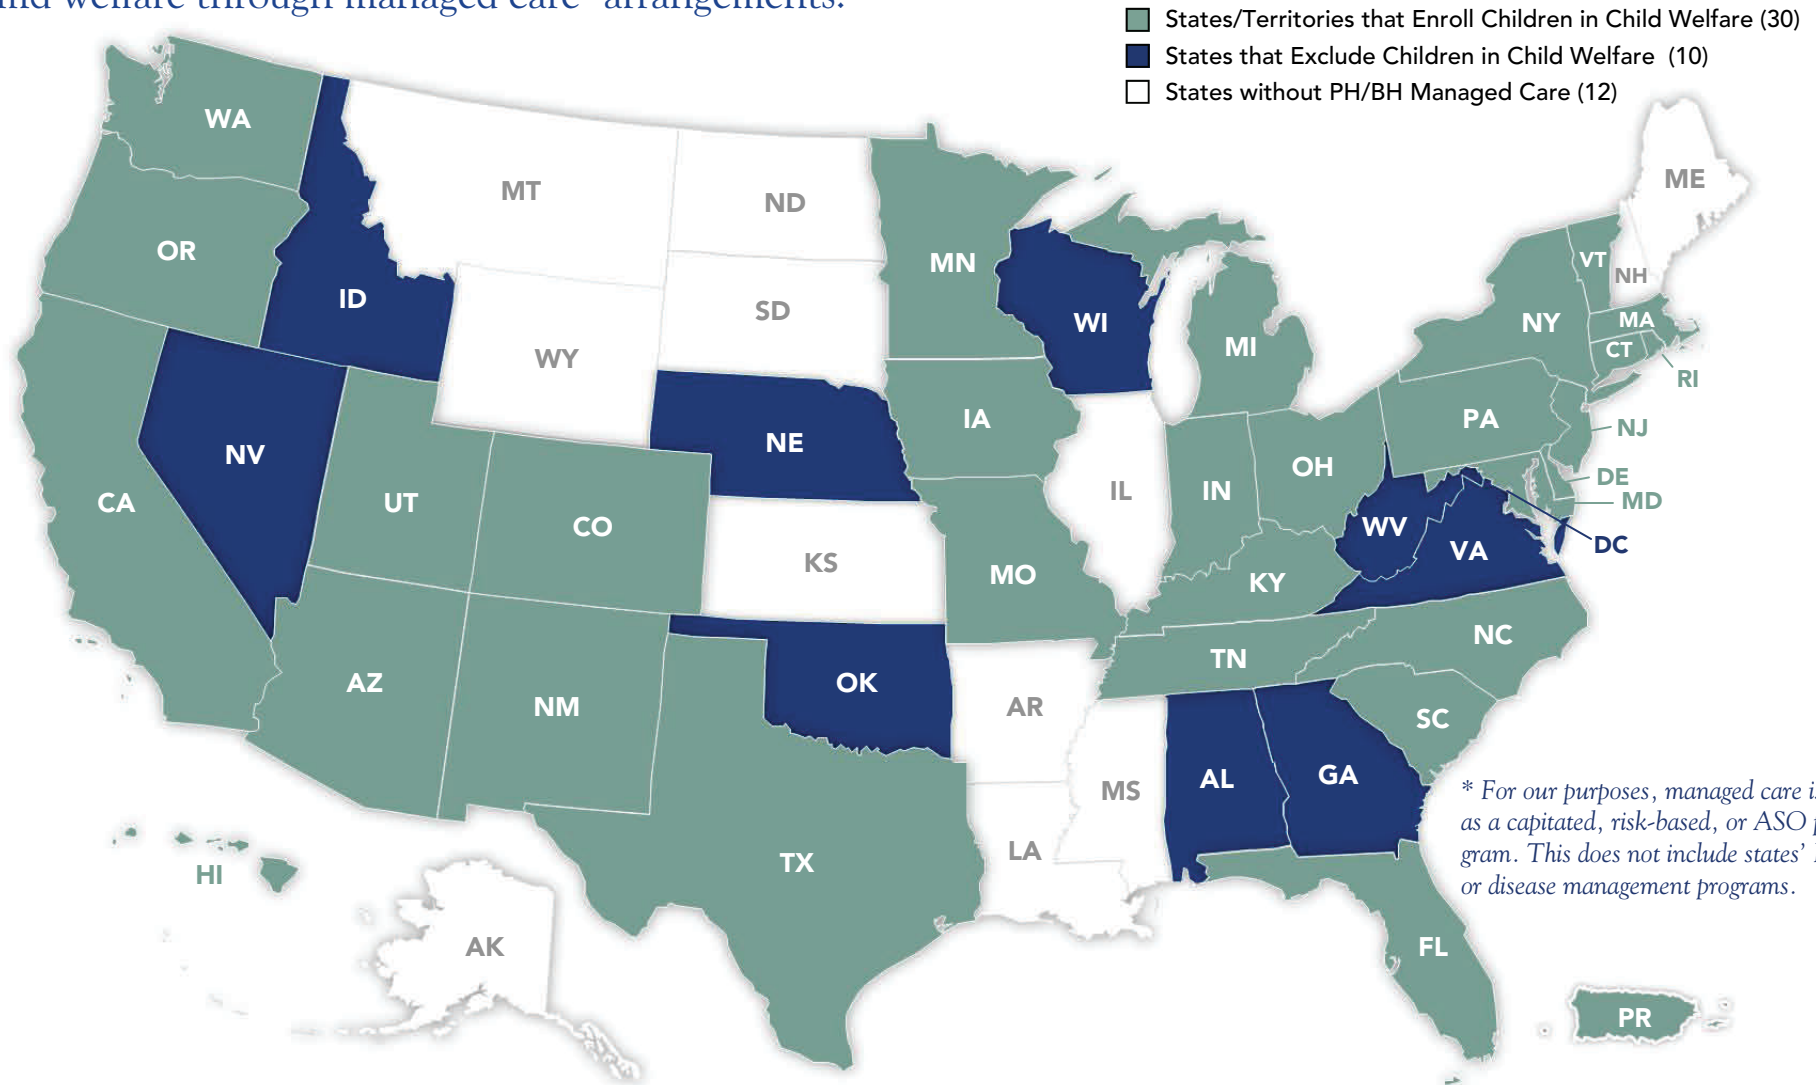 welfare through managed care* arrangements.
States/Territories that Enroll Children in Child Welfare (30)
States that Exclude Children in Child Welfare (10)
States without PH/BH Managed Care (12)
WA
MT
ND
ME
OR
MN
VT
NH
ID
SD
WI
NY
MA
WY
MI
CT
RI
IA
PA
NE
NJ
NV
OH
CA
UT
IL
IN
DE
MD
CO
WV
DC
VA
KS
MO
KY
NC
TN
AZ
OK
NM
AR
SC
AL
GA
MS
* For our purposes, managed care
as a capitated, risk-based, or ASO
gram. This does not include states’
or disease management programs.
LA
TX
HI
AK
FL
PR